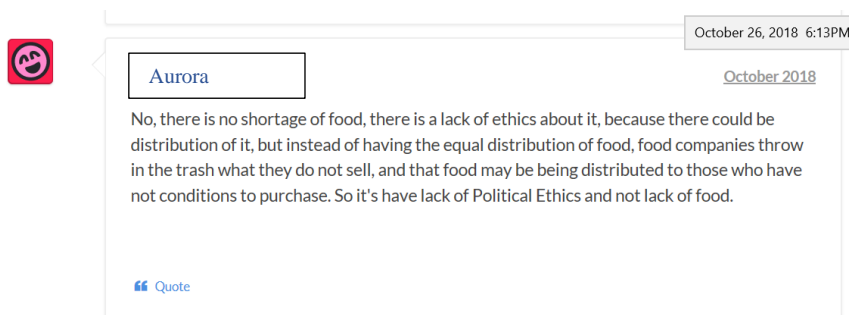 October 26, 2018 6:13PM
Aurora
October 2018
No, there is no shortage of food, there is a lack of ethics about it, because there could be
distribution of it, but instead of having the equal distribution of food, food companies throw
in the trash what they do not sell, and that food may be being distributed to those who have
not conditions to purchase. So it's have lack of Political Ethics and not lack of food.
Quote